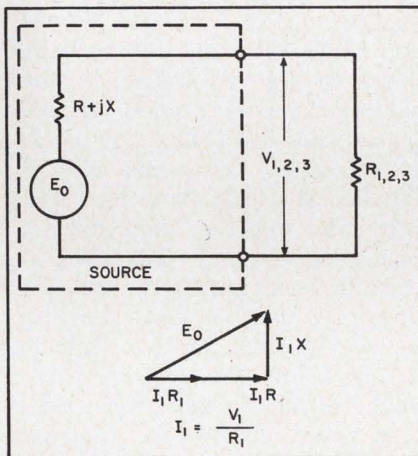 R+jX
E₀
V₁,₂,₃
R₁,₂,₃
SOURCE
E₀
I₁X
I₁R₁ I₁R
I₁ = V₁
R₁